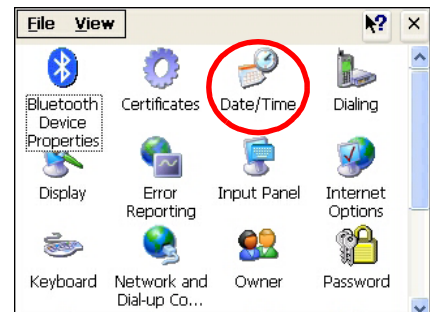 File View ?
Bluetooth Device Properties
Certificates
Date/Time
Dialing
Display
Error Reporting
Input Panel
Internet Options
Keyboard
Network and Dial-up Co...
Owner
Password